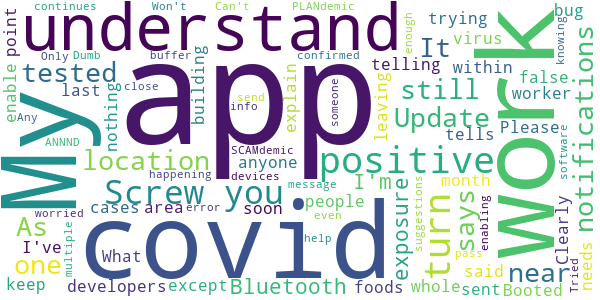 continues Won't Can't PLANdemic
understand
trying bug
point Only Dumb buffer confirmed enough virus knowing
My enable tested last nothing ANNND building close app info send explain someone leaving telling It within false. work notifications
location SCAMdemic devices anyone still Update worker tells Please
positive
Screw you I'm says month enabling software
happening message
worried cases area error soon people exposure turn suggestions near Clearly
As I've one multiple covid What even said pass Tried needs
keep developers except help Bluetooth foods whole sent Booted Any